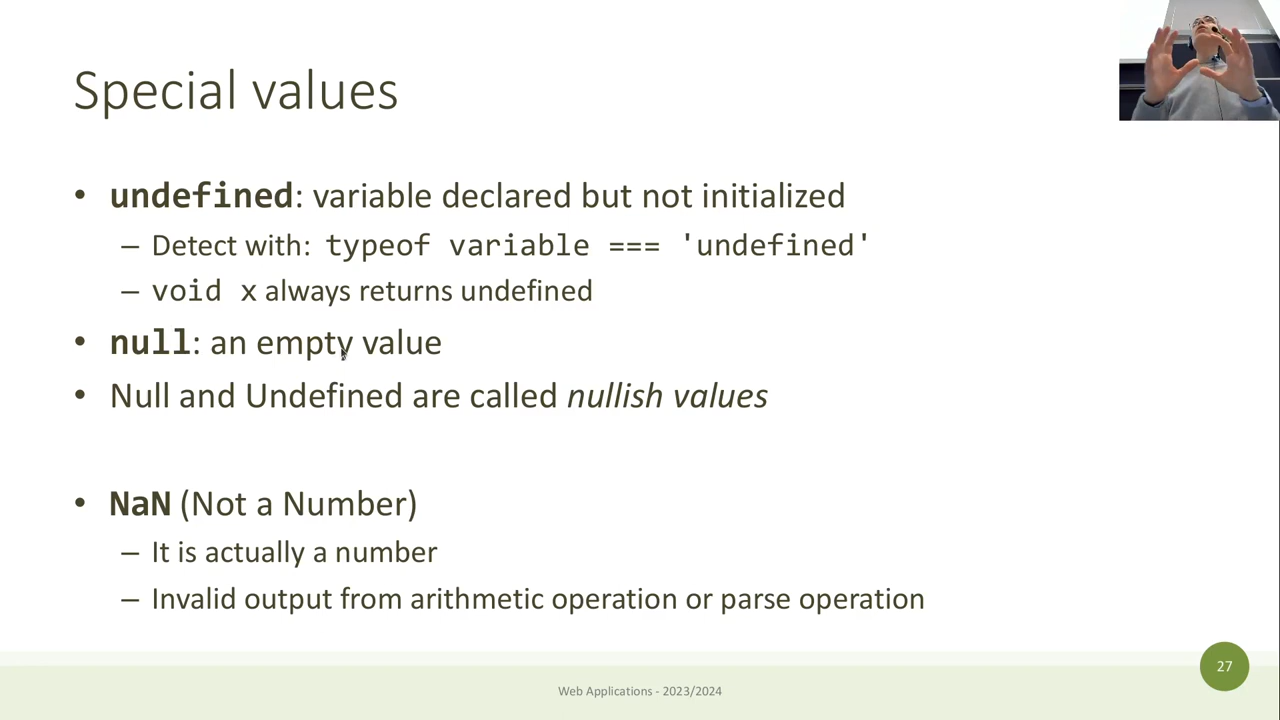 Special values
• undefined: variable declared but not initialized
– Detect with: typeof variable === 'undefined'
– void x always returns undefined
• null: an empty value
• Null and Undefined are called nullish values
• NaN (Not a Number)
– It is actually a number
– Invalid output from arithmetic operation or parse operation
27
Web Applications - 2023/2024